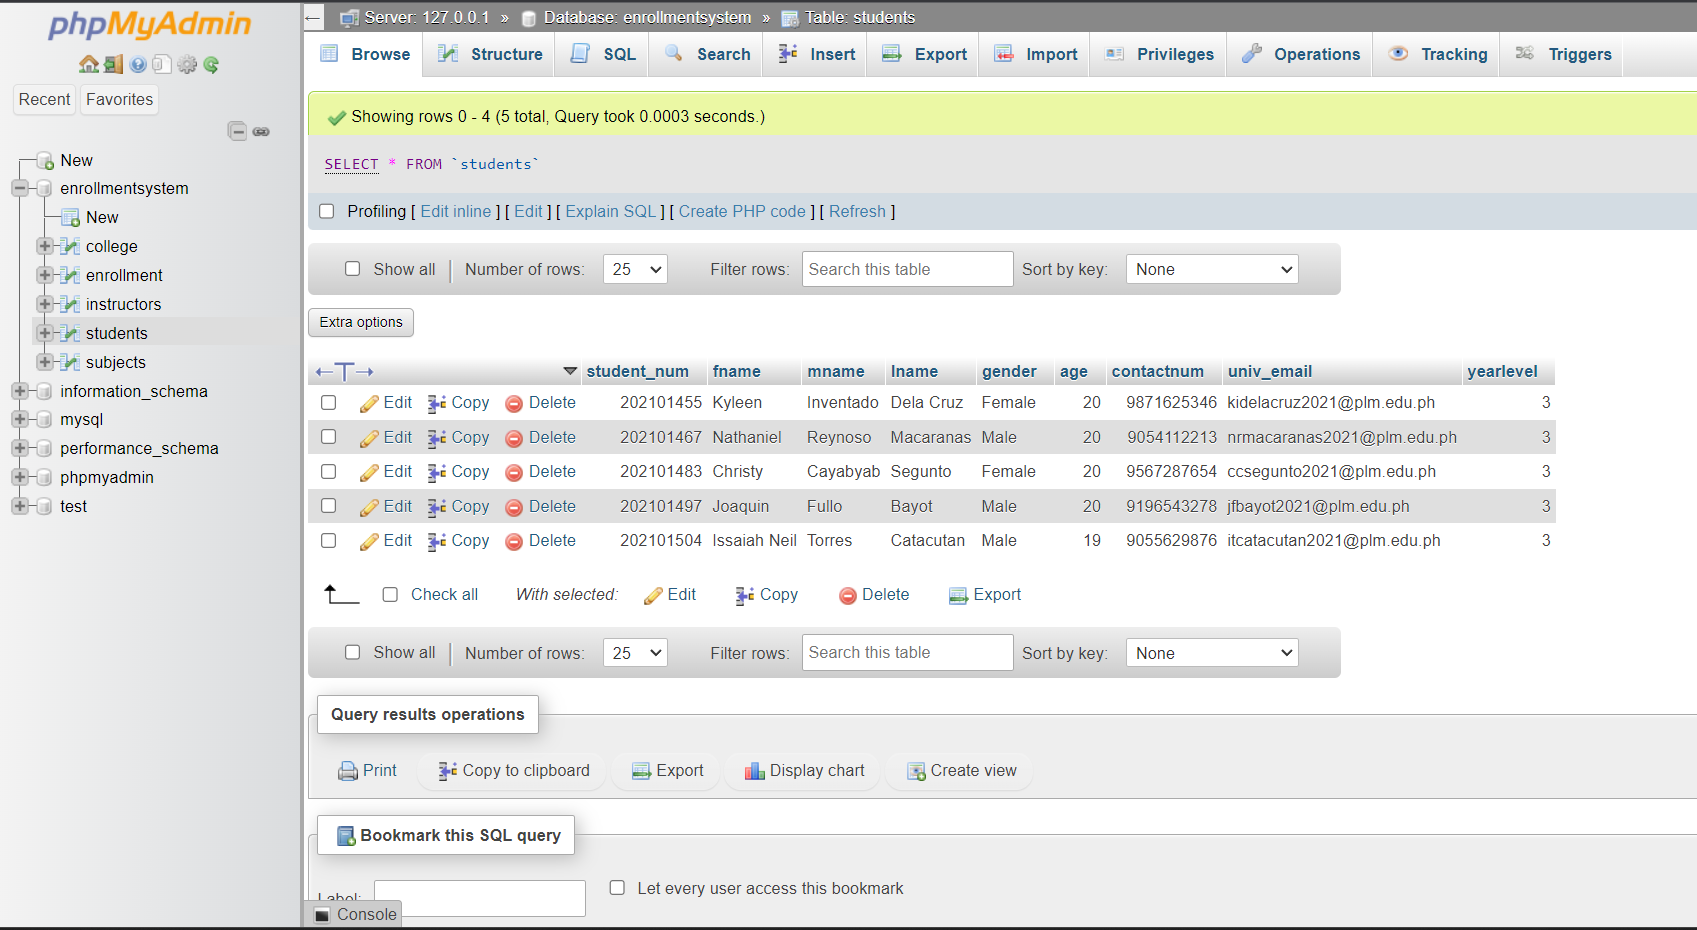 phpMyAdmin
Recent Favorites
New
enrollmentsystem
New
college
enrollment
instructors
students
subjects
information_schema
mysql
performance_schema
phpmyadmin
test
Server: 127.0.0.1 » Database: enrollmentsystem » Table: students
Browse Structure SQL Search Insert Export Import Privileges Operations Tracking Triggers
Showing rows 0 - 4 (5 total, Query took 0.0003 seconds.)
SELECT * FROM `students`
Profiling [ Edit inline ] [ Edit ] [ Explain SQL ] [ Create PHP code ] [ Refresh ]
Show all | Number of rows: 25 Filter rows: Search this table Sort by key: None
Extra options
←T→ student_num fname mname lname gender age contactnum univ_email yearlevel
Edit Copy Delete 202101455 Kyleen Inventado Dela Cruz Female 20 9871625346 kidelacruz2021@plm.edu.ph 3
Edit Copy Delete 202101467 Nathaniel Reynoso Macaranas Male 20 9054112213 nrmacaranas2021@plm.edu.ph 3
Edit Copy Delete 202101483 Christy Cayabyab Segunto Female 20 9567287654 ccsegunto2021@plm.edu.ph 3
Edit Copy Delete 202101497 Joaquin Fullo Bayot Male 20 9196543278 jfbayot2021@plm.edu.ph 3
Edit Copy Delete 202101504 Issaiah Neil Torres Catacutan Male 19 9055629876 itcatacutan2021@plm.edu.ph 3
Check all With selected: Edit Copy Delete Export
Show all | Number of rows: 25 Filter rows: Search this table Sort by key: None
Query results operations
Print Copy to clipboard Export Display chart Create view
Bookmark this SQL query
Label: Let every user access this bookmark
Console